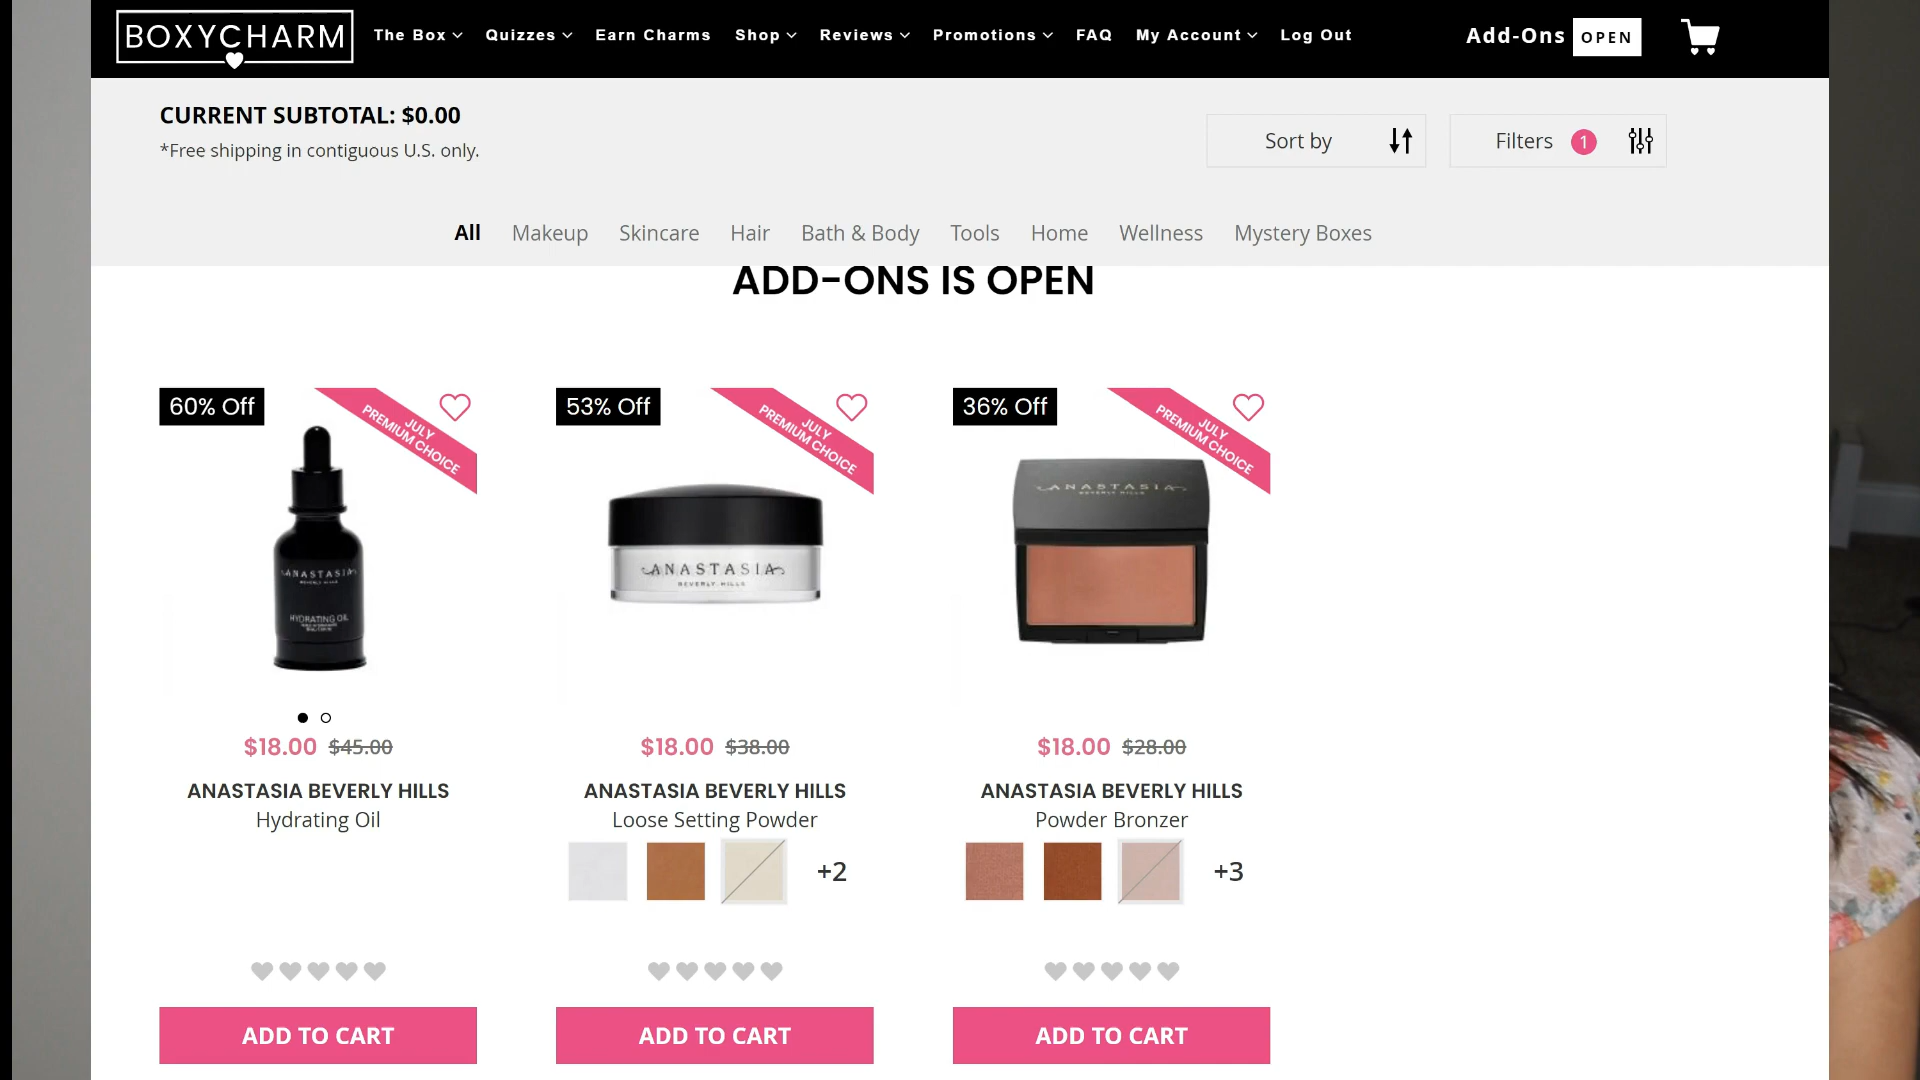 BOXYCHARM
The Box
Quizzes
Earn Charms
Shop
Reviews
Promotions
FAQ
My Account
Log Out
Add-Ons
OPEN
CURRENT SUBTOTAL: $0.00
*Free shipping in contiguous U.S. only.
Sort by
Filters
1
All
Makeup
Skincare
Hair
Bath & Body
Tools
Home
Wellness
Mystery Boxes
ADD-ONS IS OPEN
60% Off
JULY
PREMIUM CHOICE
ANASTASIA
BEVERLY HILLS
HYDRATING OIL
$18.00 $45.00
ANASTASIA BEVERLY HILLS
Hydrating Oil
ADD TO CART
53% Off
JULY
PREMIUM CHOICE
ANASTASIA
BEVERLY HILLS
$18.00 $38.00
ANASTASIA BEVERLY HILLS
Loose Setting Powder
+2
ADD TO CART
36% Off
JULY
PREMIUM CHOICE
ANASTASIA
BEVERLY HILLS
$18.00 $28.00
ANASTASIA BEVERLY HILLS
Powder Bronzer
+3
ADD TO CART